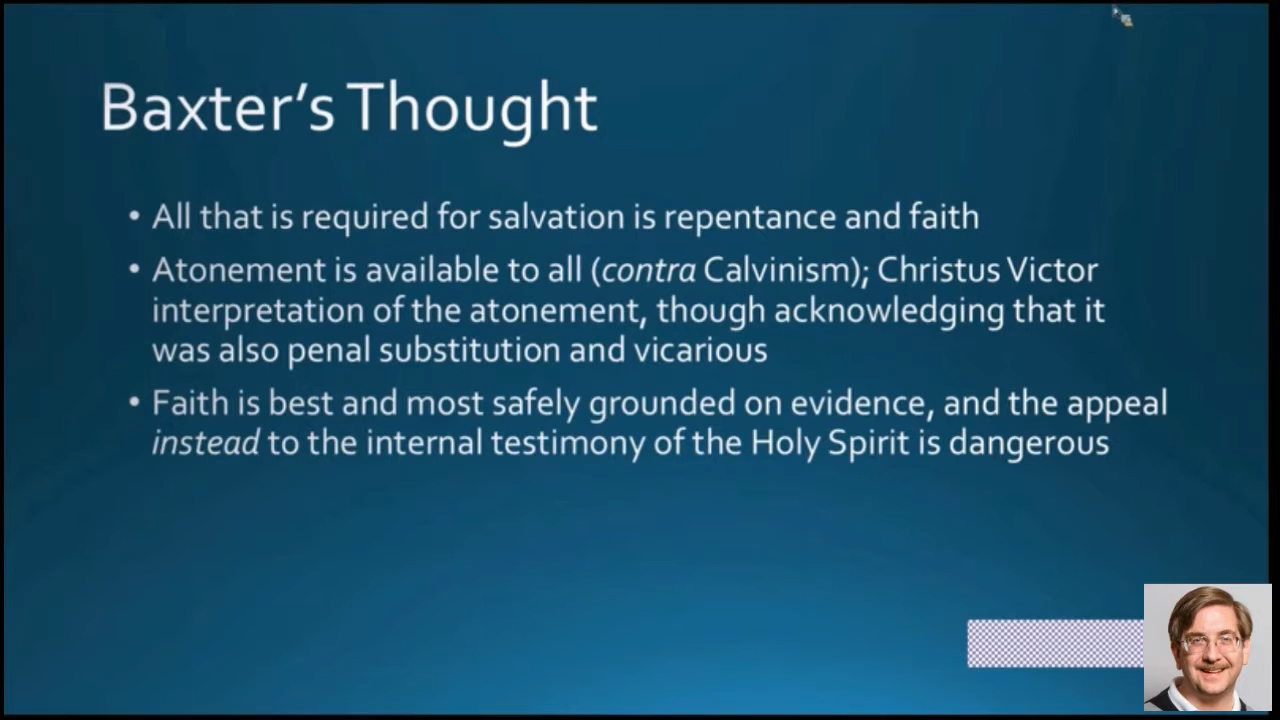 Baxter’s Thought
• All that is required for salvation is repentance and faith
• Atonement is available to all (contra Calvinism); Christus Victor
interpretation of the atonement, though acknowledging that it
was also penal substitution and vicarious
• Faith is best and most safely grounded on evidence, and the appeal
instead to the internal testimony of the Holy Spirit is dangerous